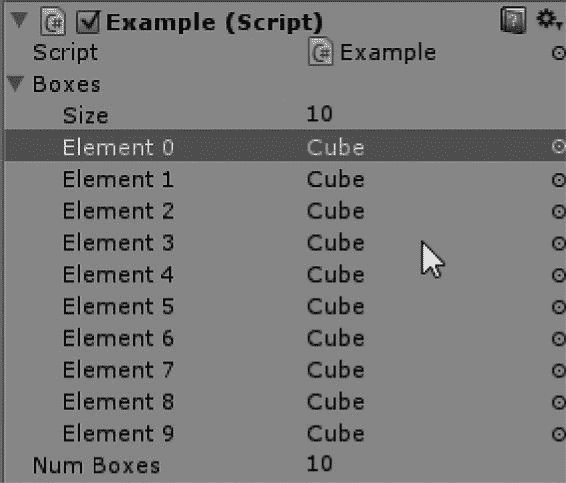 Example (Script)
Script Example
Boxes
Size 10
Element 0 Cube
Element 1 Cube
Element 2 Cube
Element 3 Cube
Element 4 Cube
Element 5 Cube
Element 6 Cube
Element 7 Cube
Element 8 Cube
Element 9 Cube
Num Boxes 10